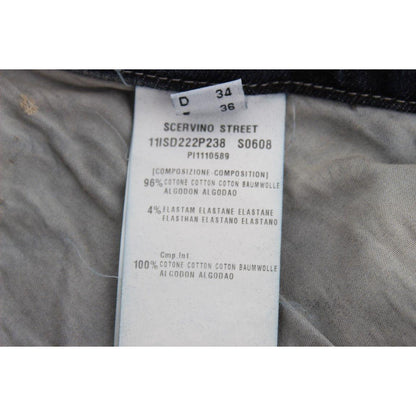 D 34
36
SCERVINO STREET
11ISD222P238 S0608
PI1110589
(COMPOSIZIONE-COMPOSITION)
96% COTONE COTTON COTON BAUMWOLLE
ALGODON ALGODAO
4% ELASTAM ELASTANE ELASTANE
ELASTHAN ELASTANO ELASTANO
Cmp.Int.
100% COTONE COTTON COTON BAUMWOLLE
ALGODON ALGODAO